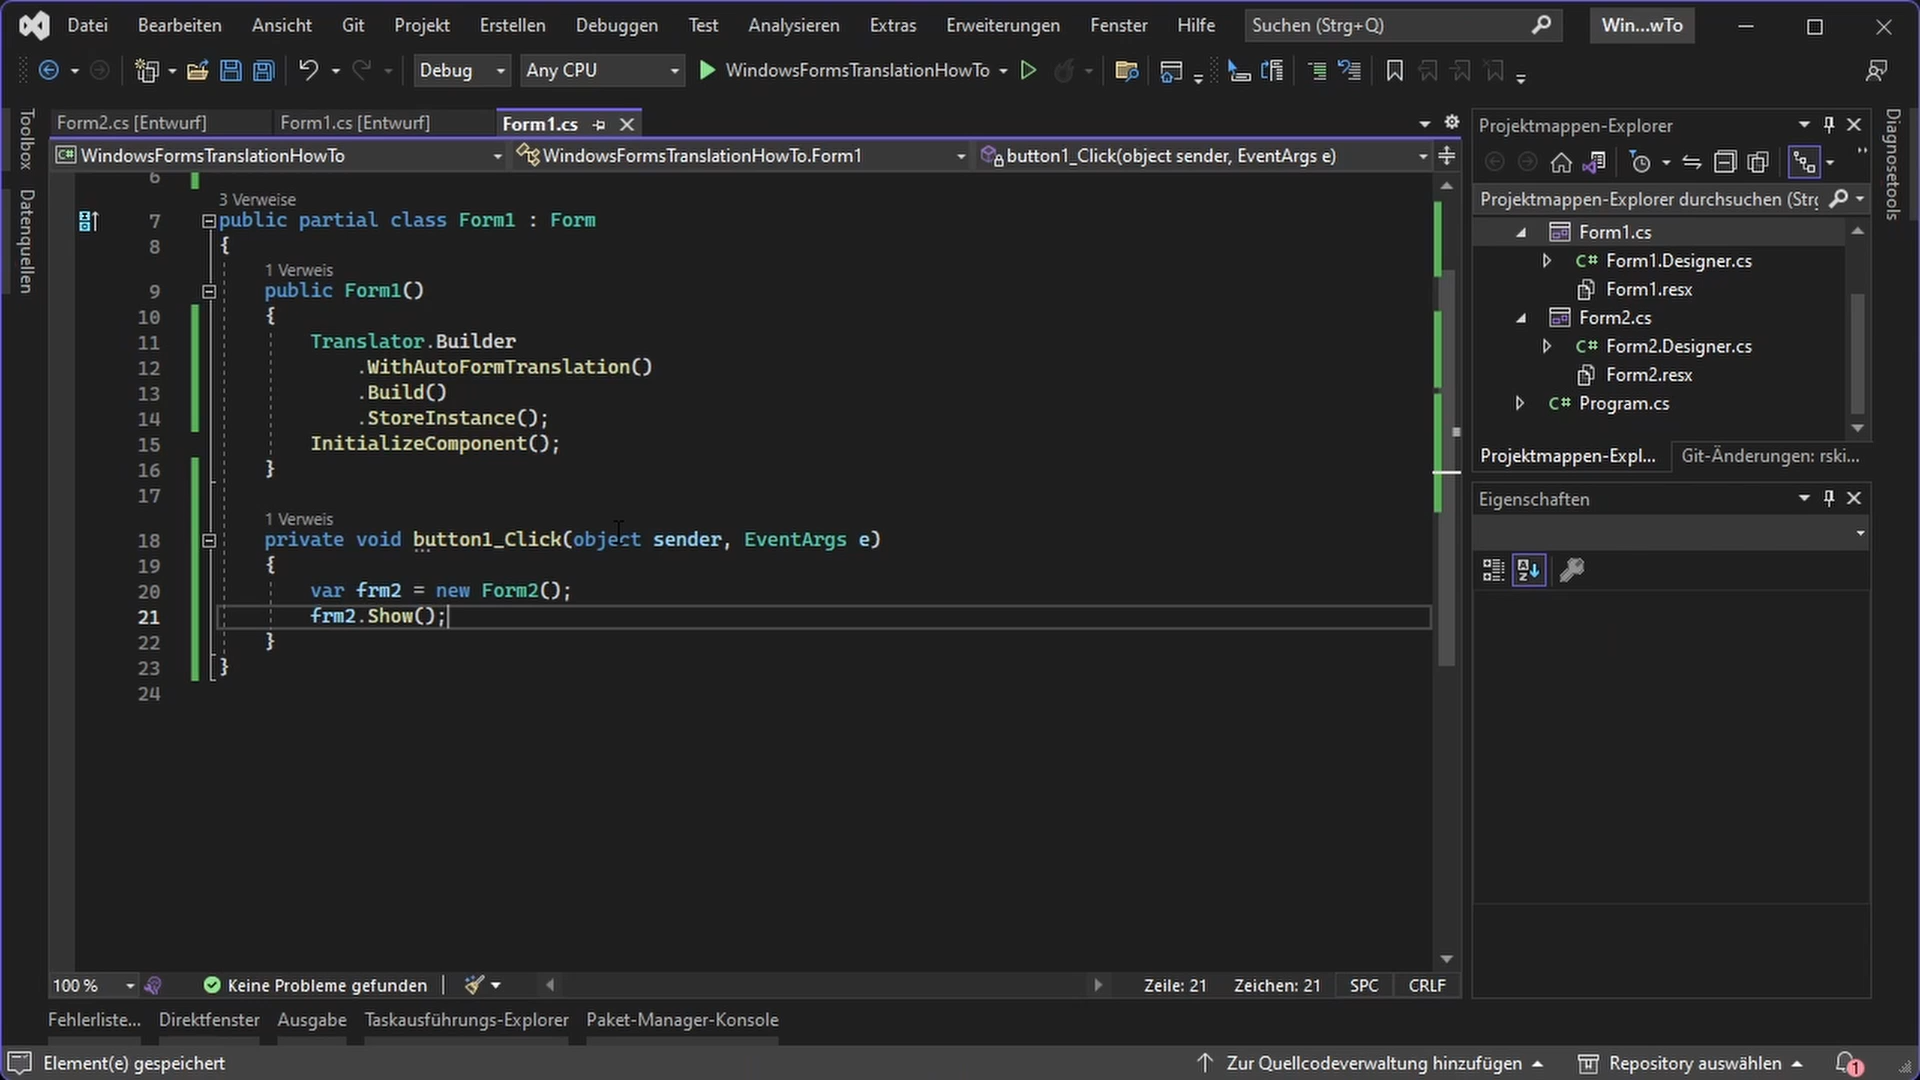 Datei Bearbeiten Ansicht Git Projekt Erstellen Debuggen Test Analysieren Extras Erweiterungen Fenster Hilfe Suchen (Strg+Q) Win...wTo
Debug Any CPU WindowsFormsTranslationHowTo
Toolbox
Datenquellen
Form2.cs [Entwurf] Form1.cs [Entwurf] Form1.cs
WindowsFormsTranslationHowTo WindowsFormsTranslationHowTo.Form1 button1_Click(object sender, EventArgs e)
6
3 Verweise
7 public partial class Form1 : Form
8 {
1 Verweis
9 public Form1()
10 {
11 Translator.Builder
12 .WithAutoFormTranslation()
13 .Build()
14 .StoreInstance();
15 InitializeComponent();
16 }
17
1 Verweis
18 private void button1_Click(object sender, EventArgs e)
19 {
20 var frm2 = new Form2();
21 frm2.Show();
22 }
23 }
24
100 % Keine Probleme gefunden Zeile: 21 Zeichen: 21 SPC CRLF
Projektmappen-Explorer
Projektmappen-Explorer durchsuchen (Strg
Form1.cs
C# Form1.Designer.cs
Form1.resx
Form2.cs
C# Form2.Designer.cs
Form2.resx
C# Program.cs
Projektmappen-Expl... Git-Änderungen: rski...
Eigenschaften
Diagnosetools
Fehlerliste... Direktfenster Ausgabe Taskausführungs-Explorer Paket-Manager-Konsole
Element(e) gespeichert Zur Quellcodeverwaltung hinzufügen Repository auswählen 1